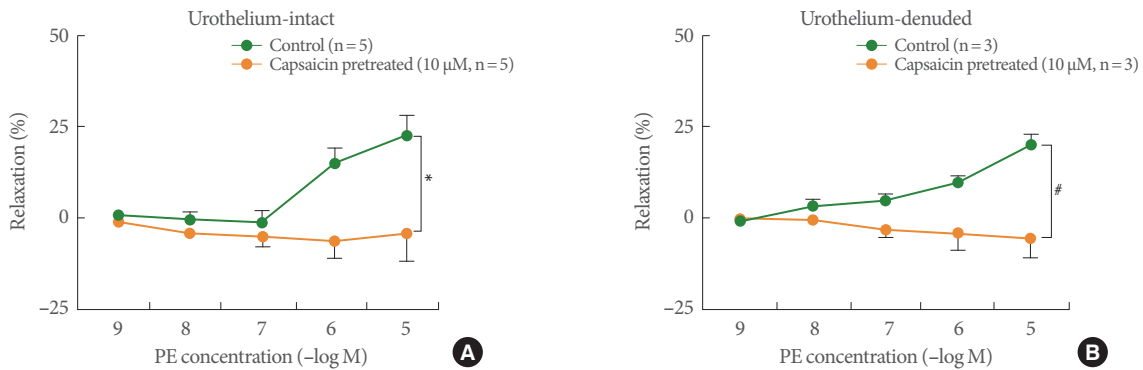 Urothelium-intact
Control (n=5)
Capsaicin pretreated (10 μM, n=5)
50
25
0
−25
Relaxation (%)
*
9 8 7 6 5
PE concentration (−log M)
A
Urothelium-denuded
Control (n=3)
Capsaicin pretreated (10 μM, n=3)
50
25
0
−25
Relaxation (%)
#
9 8 7 6 5
PE concentration (−log M)
B